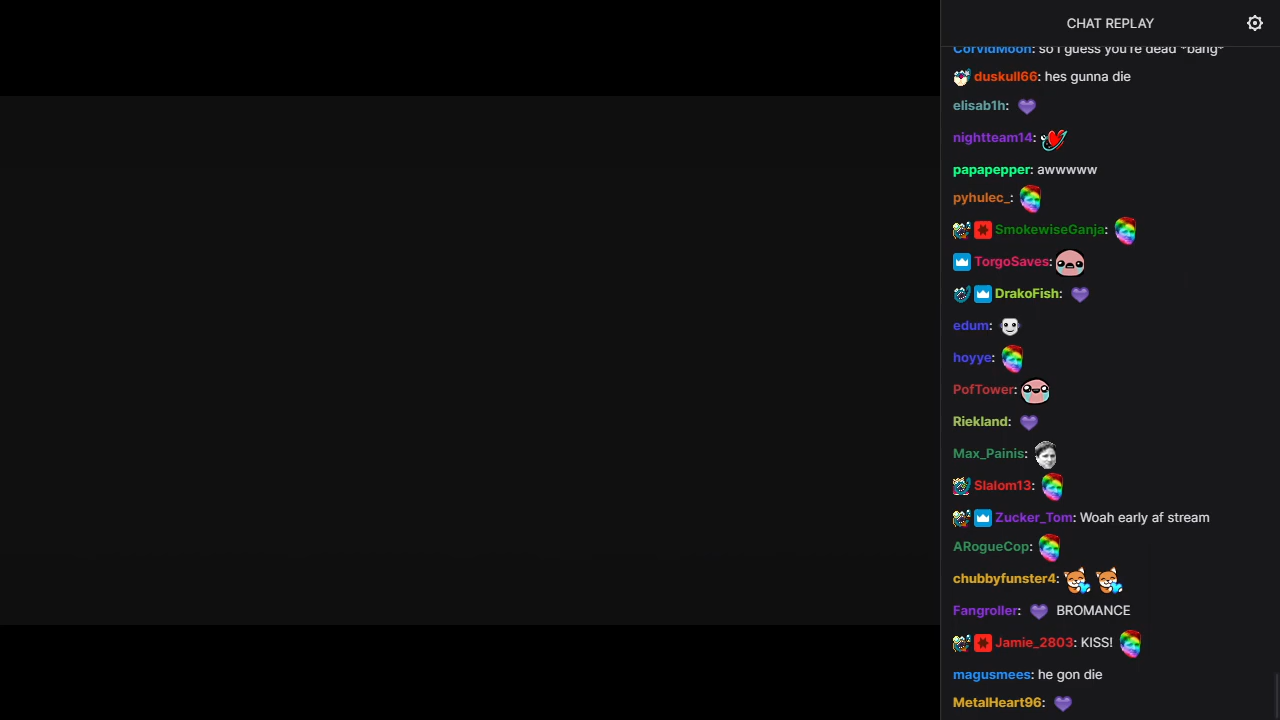 CHAT REPLAY
CorvidMoon: so I guess you're dead *bang*
duskull66: hes gunna die
elisab1h:
nightteam14:
papapepper: awwwww
pyhulec_:
SmokewiseGanja:
TorgoSaves:
DrakoFish:
edum:
hoyye:
PofTower:
Riekland:
Max_Painis:
Slalom13:
Zucker_Tom: Woah early af stream
ARogueCop:
chubbyfunster4:
Fangroller: BROMANCE
Jamie_2803: KISS!
magusmees: he gon die
MetalHeart96: